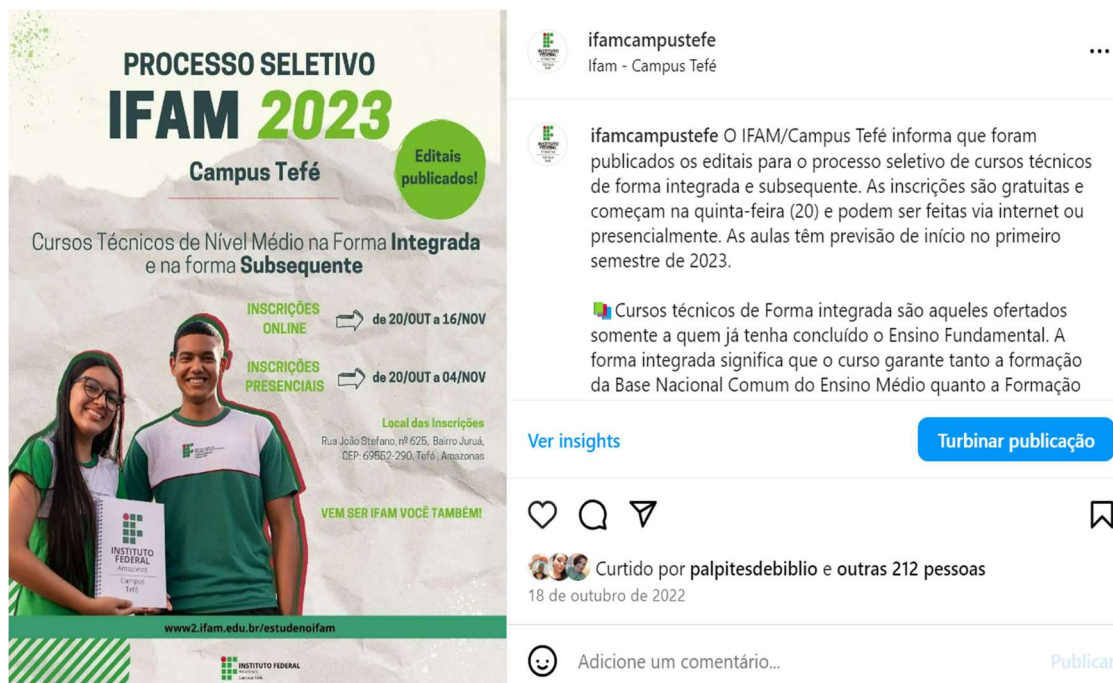 PROCESSO SELETIVO
IFAM 2023
Campus Tefé
Editais
publicados!
Cursos Técnicos de Nível Médio na Forma Integrada
e na forma Subsequente
INSCRIÇÕES
ONLINE
de 20/OUT a 16/NOV
INSCRIÇÕES
PRESENCIAIS
de 20/OUT a 04/NOV
Local das Inscrições
Rua João Stefano, nº 625, Bairro Juruá,
CEP: 69552-290, Tefé, Amazonas
VEM SER IFAM VOCÊ TAMBÉM!
INSTITUTO
FEDERAL
Amazonas
Campus
Tefé
www2.ifam.edu.br/estudenoifam
INSTITUTO FEDERAL
Amazonas
Campus Tefé
ifamcampustefe
Ifam - Campus Tefé
ifamcampustefe O IFAM/Campus Tefé informa que foram
publicados os editais para o processo seletivo de cursos técnicos
de forma integrada e subsequente. As inscrições são gratuitas e
começam na quinta-feira (20) e podem ser feitas via internet ou
presencialmente. As aulas têm previsão de início no primeiro
semestre de 2023.
Cursos técnicos de Forma integrada são aqueles ofertados
somente a quem já tenha concluído o Ensino Fundamental. A
forma integrada significa que o curso garante tanto a formação
da Base Nacional Comum do Ensino Médio quanto a Formação
Ver insights
Turbinar publicação
Curtido por palpitesdebiblio e outras 212 pessoas
18 de outubro de 2022
Adicione um comentário...
Publicar